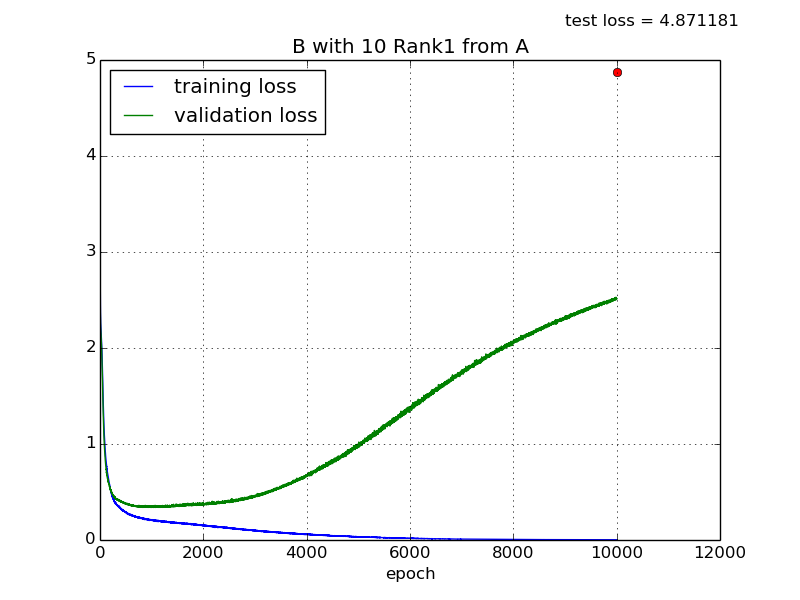 test loss = 4.871181
B with 10 Rank1 from A
training loss
validation loss
5
4
3
2
1
0
0 2000 4000 6000 8000 10000 12000
epoch